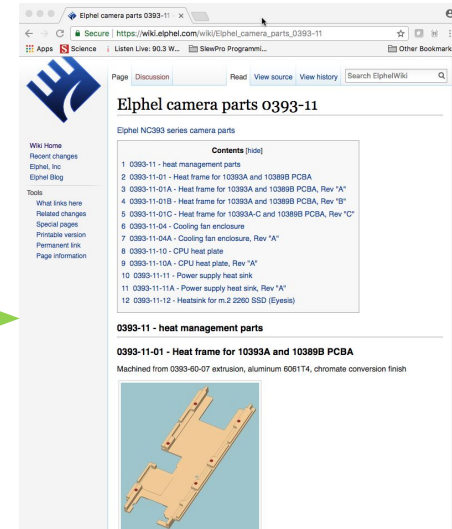 Elphel camera parts 0393-11 -
Secure https://wiki.elphel.com/wiki/Elphel_camera_parts_0393-11
Apps Science Listen Live: 90.3 W... SlewPro Programmi... Other Bookmark
Page Discussion Read View source View history Search ElphelWiki
Elphel camera parts 0393-11
Elphel NC393 series camera parts
Wiki Home
Recent changes
Elphel, Inc
Elphel Blog
Tools
What links here
Related changes
Special pages
Printable version
Permanent link
Page information
Contents [hide]
1 0393-11 - heat management parts
2 0393-11-01 - Heat frame for 10393A and 10389B PCBA
3 0393-11-01A - Heat frame for 10393A and 10389B PCBA, Rev "A"
4 0393-11-01B - Heat frame for 10393A and 10389B PCBA, Rev "B"
5 0393-11-01C - Heat frame for 10393A-C and 10389B PCBA, Rev "C"
6 0393-11-04 - Cooling fan enclosure
7 0393-11-04A - Cooling fan enclosure, Rev "A"
8 0393-11-10 - CPU heat plate
9 0393-11-10A - CPU heat plate, Rev "A"
10 0393-11-11 - Power supply heat sink
11 0393-11-11A - Power supply heat sink, Rev "A"
12 0393-11-12 - Heatsink for m.2 2260 SSD (Eyesis)
0393-11 - heat management parts
0393-11-01 - Heat frame for 10393A and 10389B PCBA
Machined from 0393-60-07 extrusion, aluminum 6061T4, chromate conversion finish